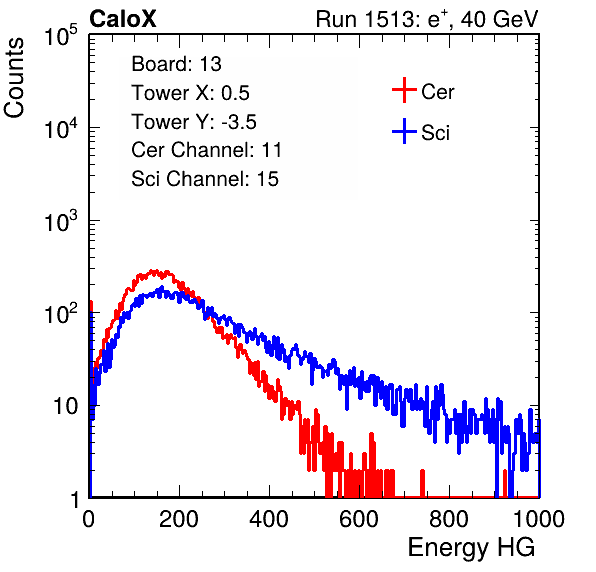 CaloX Run 1513: e⁺, 40 GeV
Counts
Board: 13
Tower X: 0.5
Tower Y: -3.5
Cer Channel: 11
Sci Channel: 15
Cer
Sci
10⁵
10⁴
10³
10²
10
1
0 200 400 600 800 1000
Energy HG